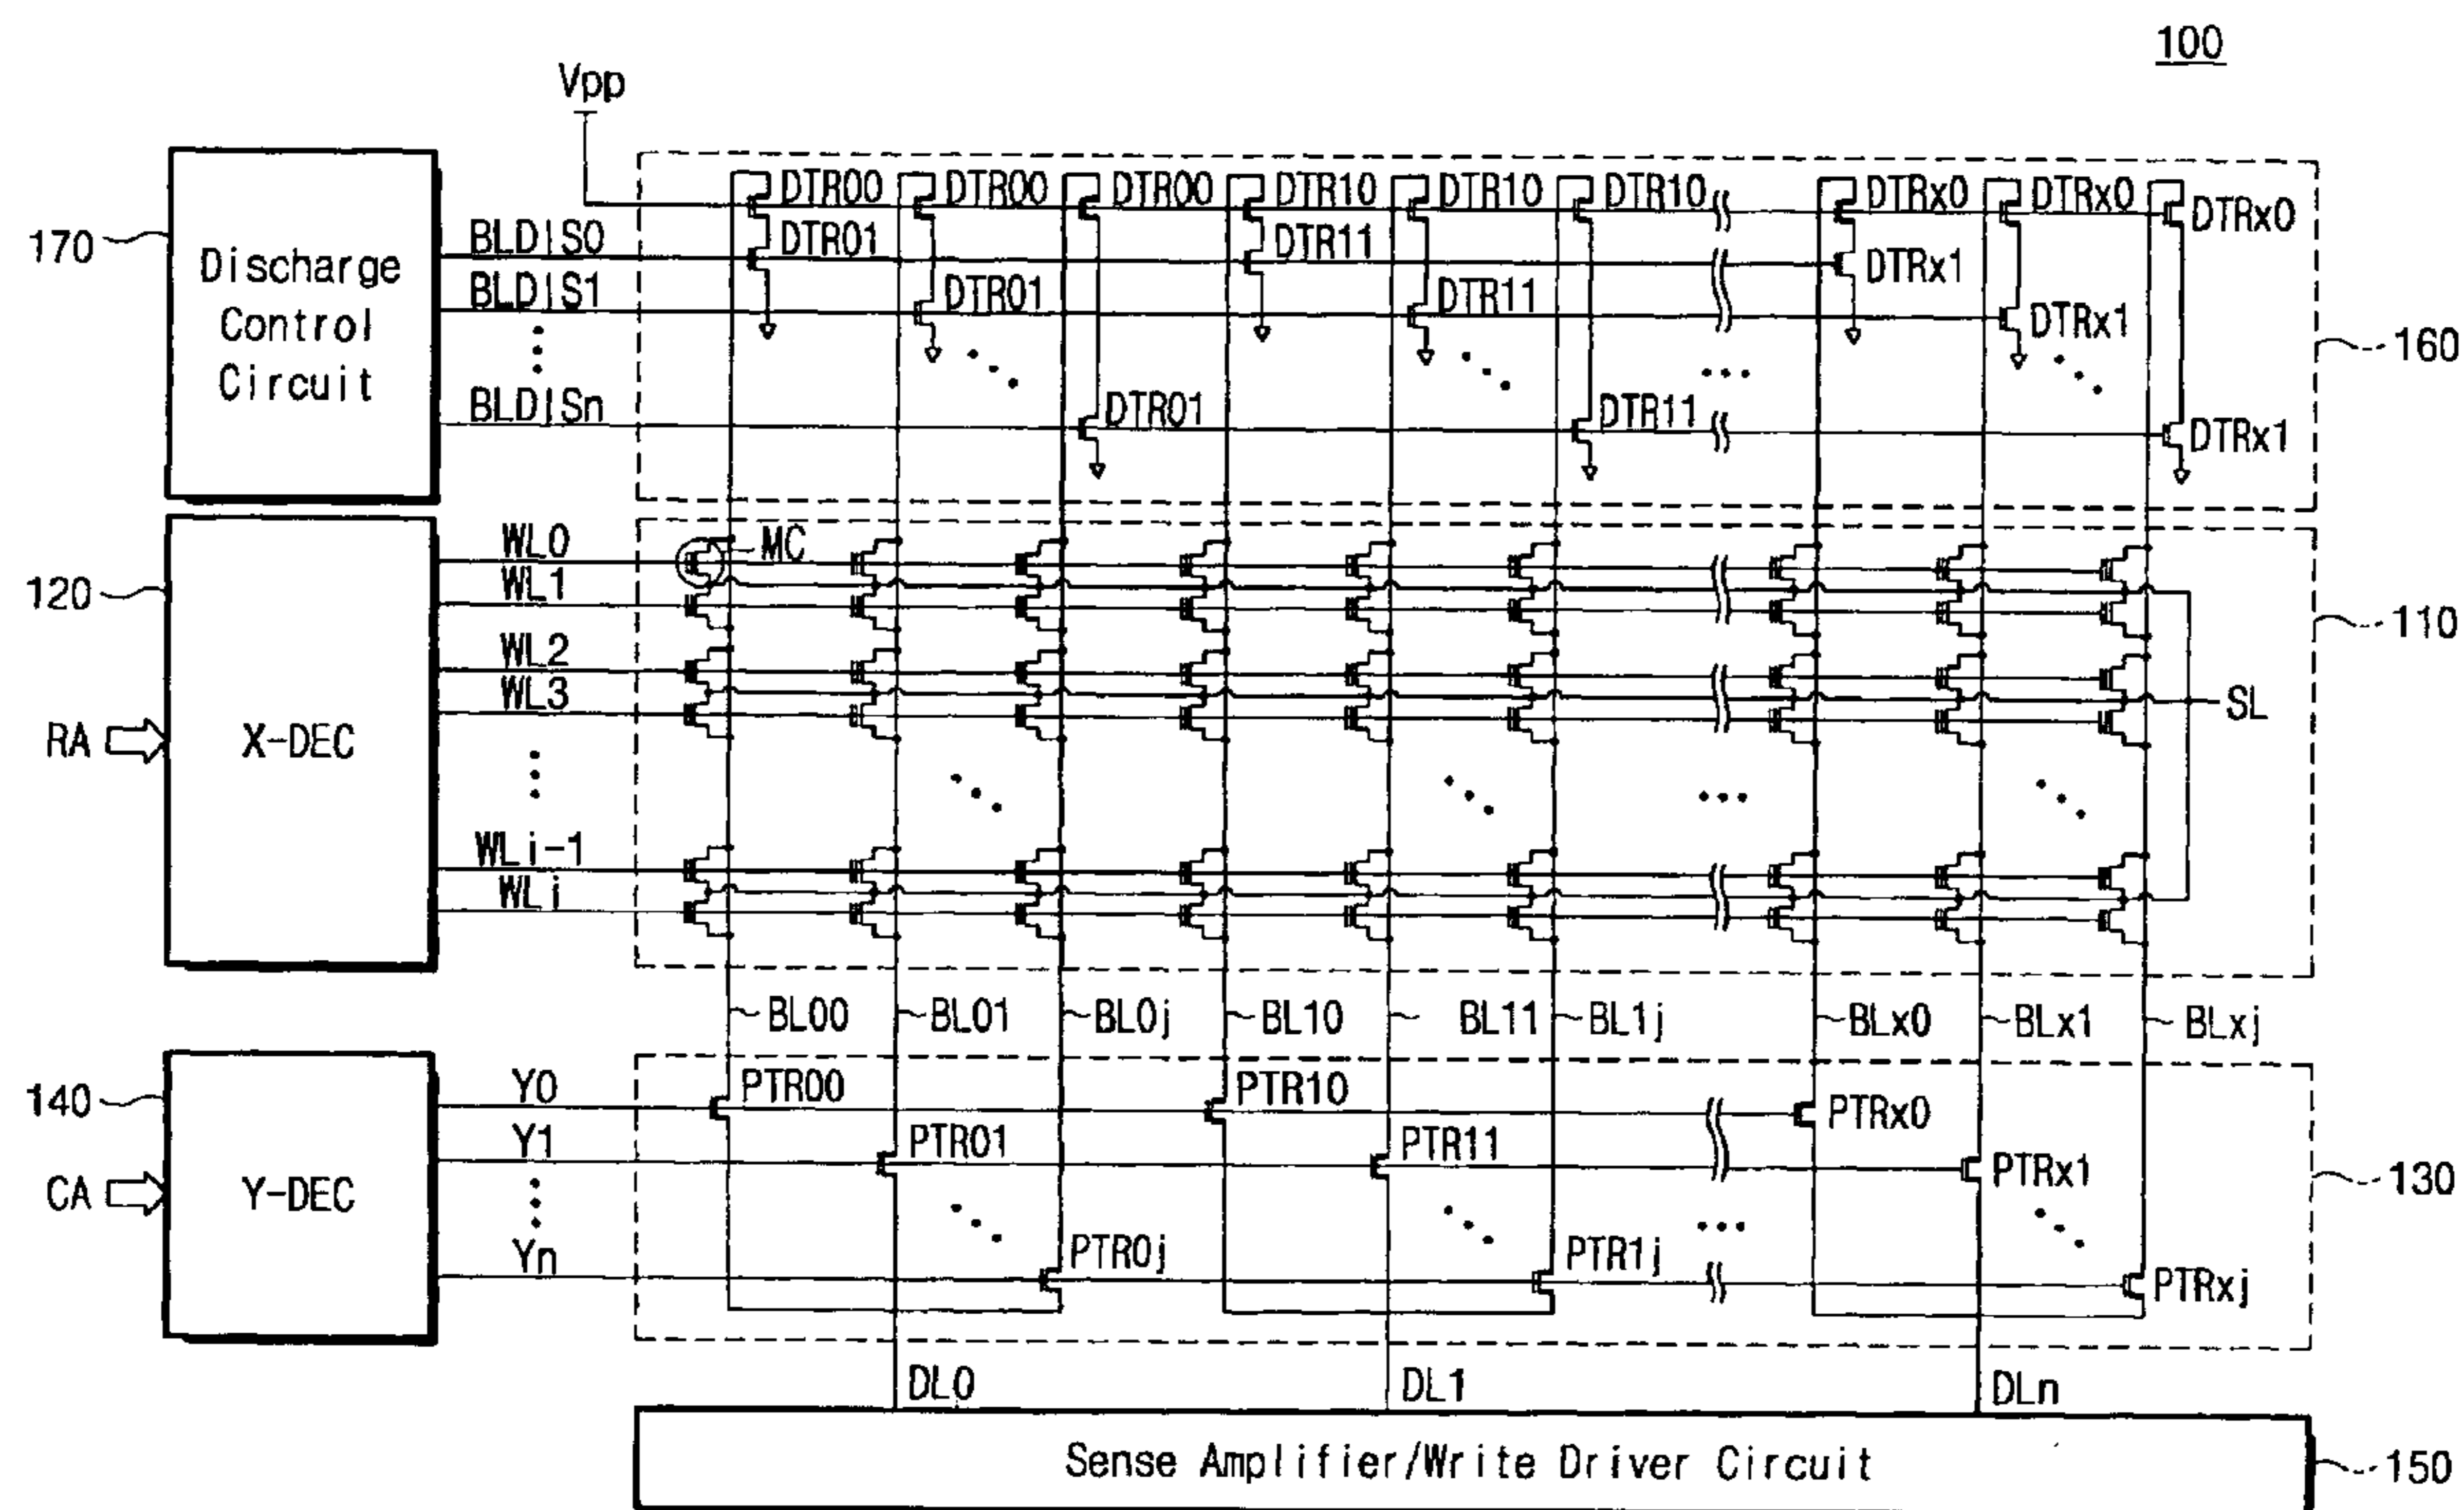 100
Vpp
DTR00 DTR00 DTR00 DTR10 DTR10 DTR10 DTRx0 DTRx0 DTRx0
170
Discharge
Control
Circuit
BLDIS0
DTR01 DTR11 DTRx1
BLDIS1
DTR01 DTR11 DTRx1
160
BLDISn
DTR01 DTR11 DTRx1
WL0
MC
120
WL1
110
WL2
WL3
SL
RA
X-DEC
WLi-1
WLi
BL00 BL01 BL0j BL10 BL11 BL1j BLx0 BLx1 BLxj
140
Y0
PTR00 PTR10 PTRx0
Y1
PTR01 PTR11 PTRx1
CA
Y-DEC
130
Yn
PTR0j PTR1j PTRxj
DL0 DL1 DLn
Sense Amplifier/Write Driver Circuit
150